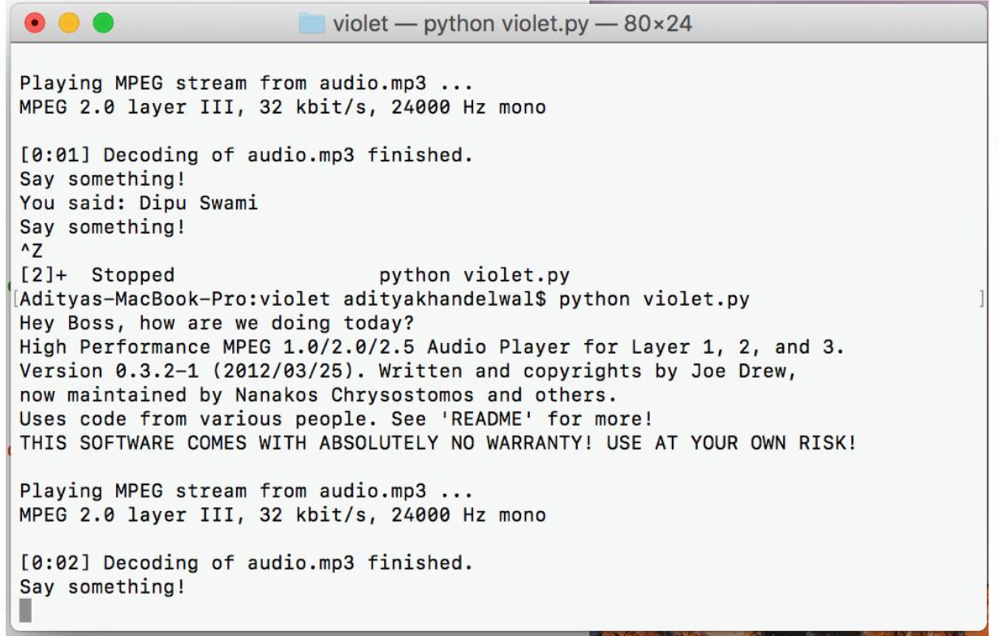 violet — python violet.py — 80×24
Playing MPEG stream from audio.mp3 ...
MPEG 2.0 layer III, 32 kbit/s, 24000 Hz mono
[0:01] Decoding of audio.mp3 finished.
Say something!
You said: Dipu Swami
Say something!
^Z
[2]+  Stopped                 python violet.py
[Adityas-MacBook-Pro:violet adityakhandelwal$ python violet.py ]
Hey Boss, how are we doing today?
High Performance MPEG 1.0/2.0/2.5 Audio Player for Layer 1, 2, and 3.
Version 0.3.2-1 (2012/03/25). Written and copyrights by Joe Drew,
now maintained by Nanakos Chrysostomos and others.
Uses code from various people. See 'README' for more!
THIS SOFTWARE COMES WITH ABSOLUTELY NO WARRANTY! USE AT YOUR OWN RISK!
Playing MPEG stream from audio.mp3 ...
MPEG 2.0 layer III, 32 kbit/s, 24000 Hz mono
[0:02] Decoding of audio.mp3 finished.
Say something!